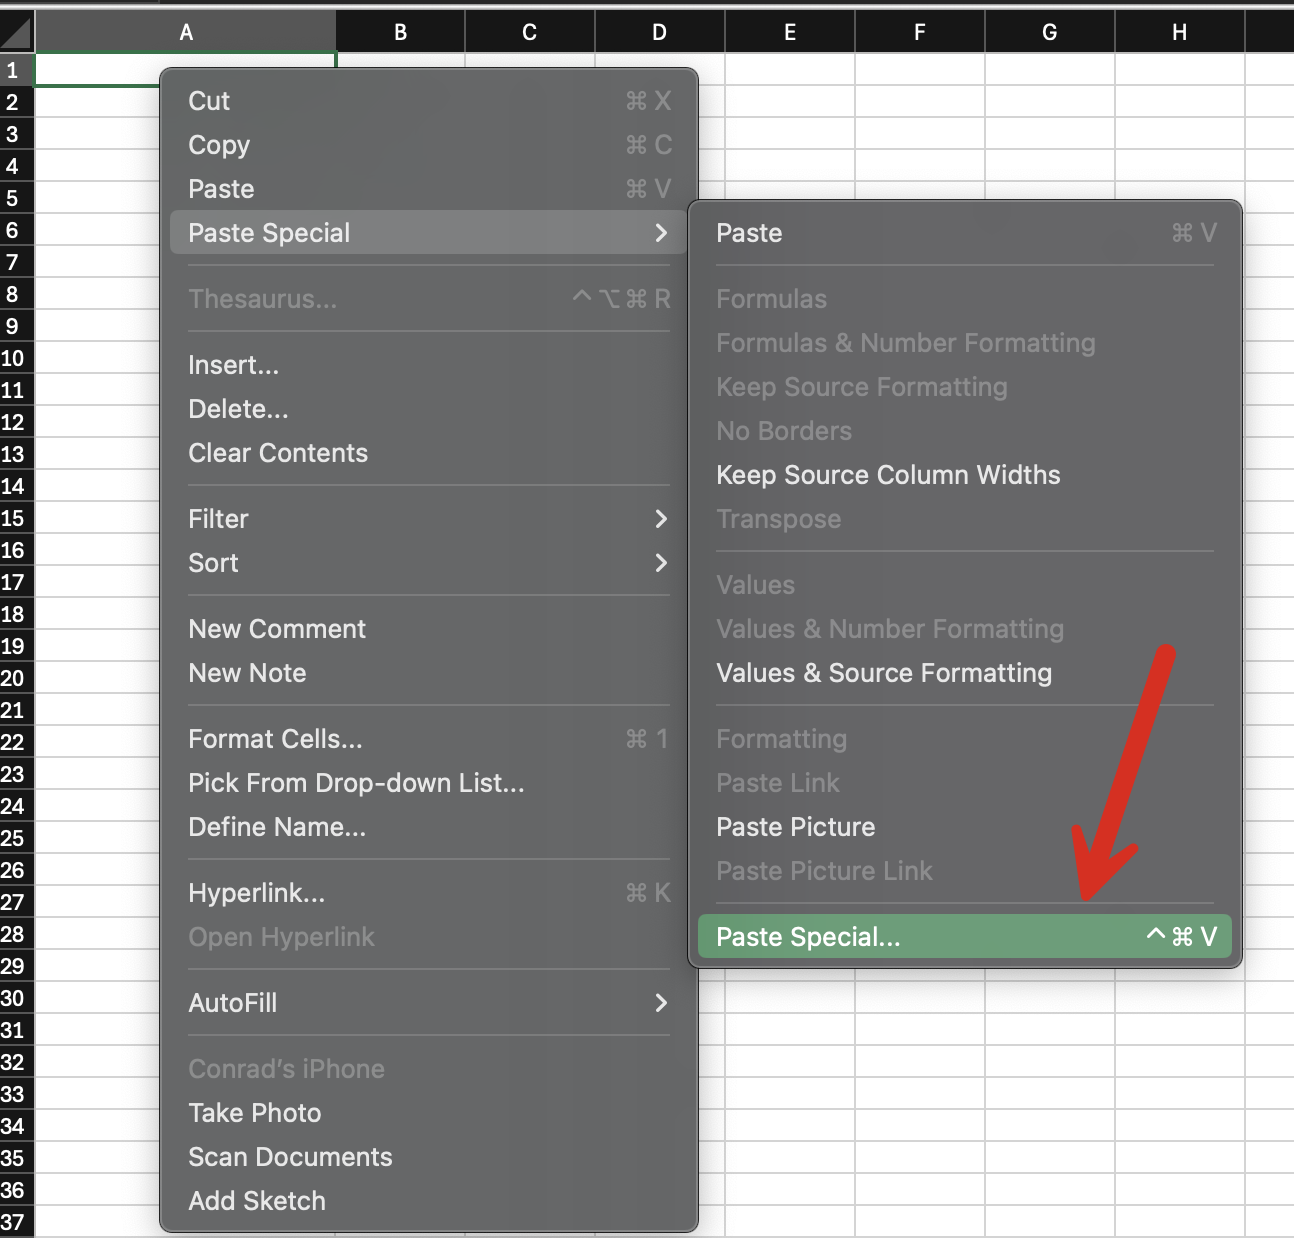 A B C D E F G H
1
2
3
4
5
6
7
8
9
10
11
12
13
14
15
16
17
18
19
20
21
22
23
24
25
26
27
28
29
30
31
32
33
34
35
36
37
Cut ⌘ X
Copy ⌘ C
Paste ⌘ V
Paste Special >
Thesaurus... ^ ⌥ ⌘ R
Insert...
Delete...
Clear Contents
Filter >
Sort >
New Comment
New Note
Format Cells... ⌘ 1
Pick From Drop-down List...
Define Name...
Hyperlink... ⌘ K
Open Hyperlink
AutoFill >
Conrad’s iPhone
Take Photo
Scan Documents
Add Sketch
Paste ⌘ V
Formulas
Formulas & Number Formatting
Keep Source Formatting
No Borders
Keep Source Column Widths
Transpose
Values
Values & Number Formatting
Values & Source Formatting
Formatting
Paste Link
Paste Picture
Paste Picture Link
Paste Special... ^ ⌘ V